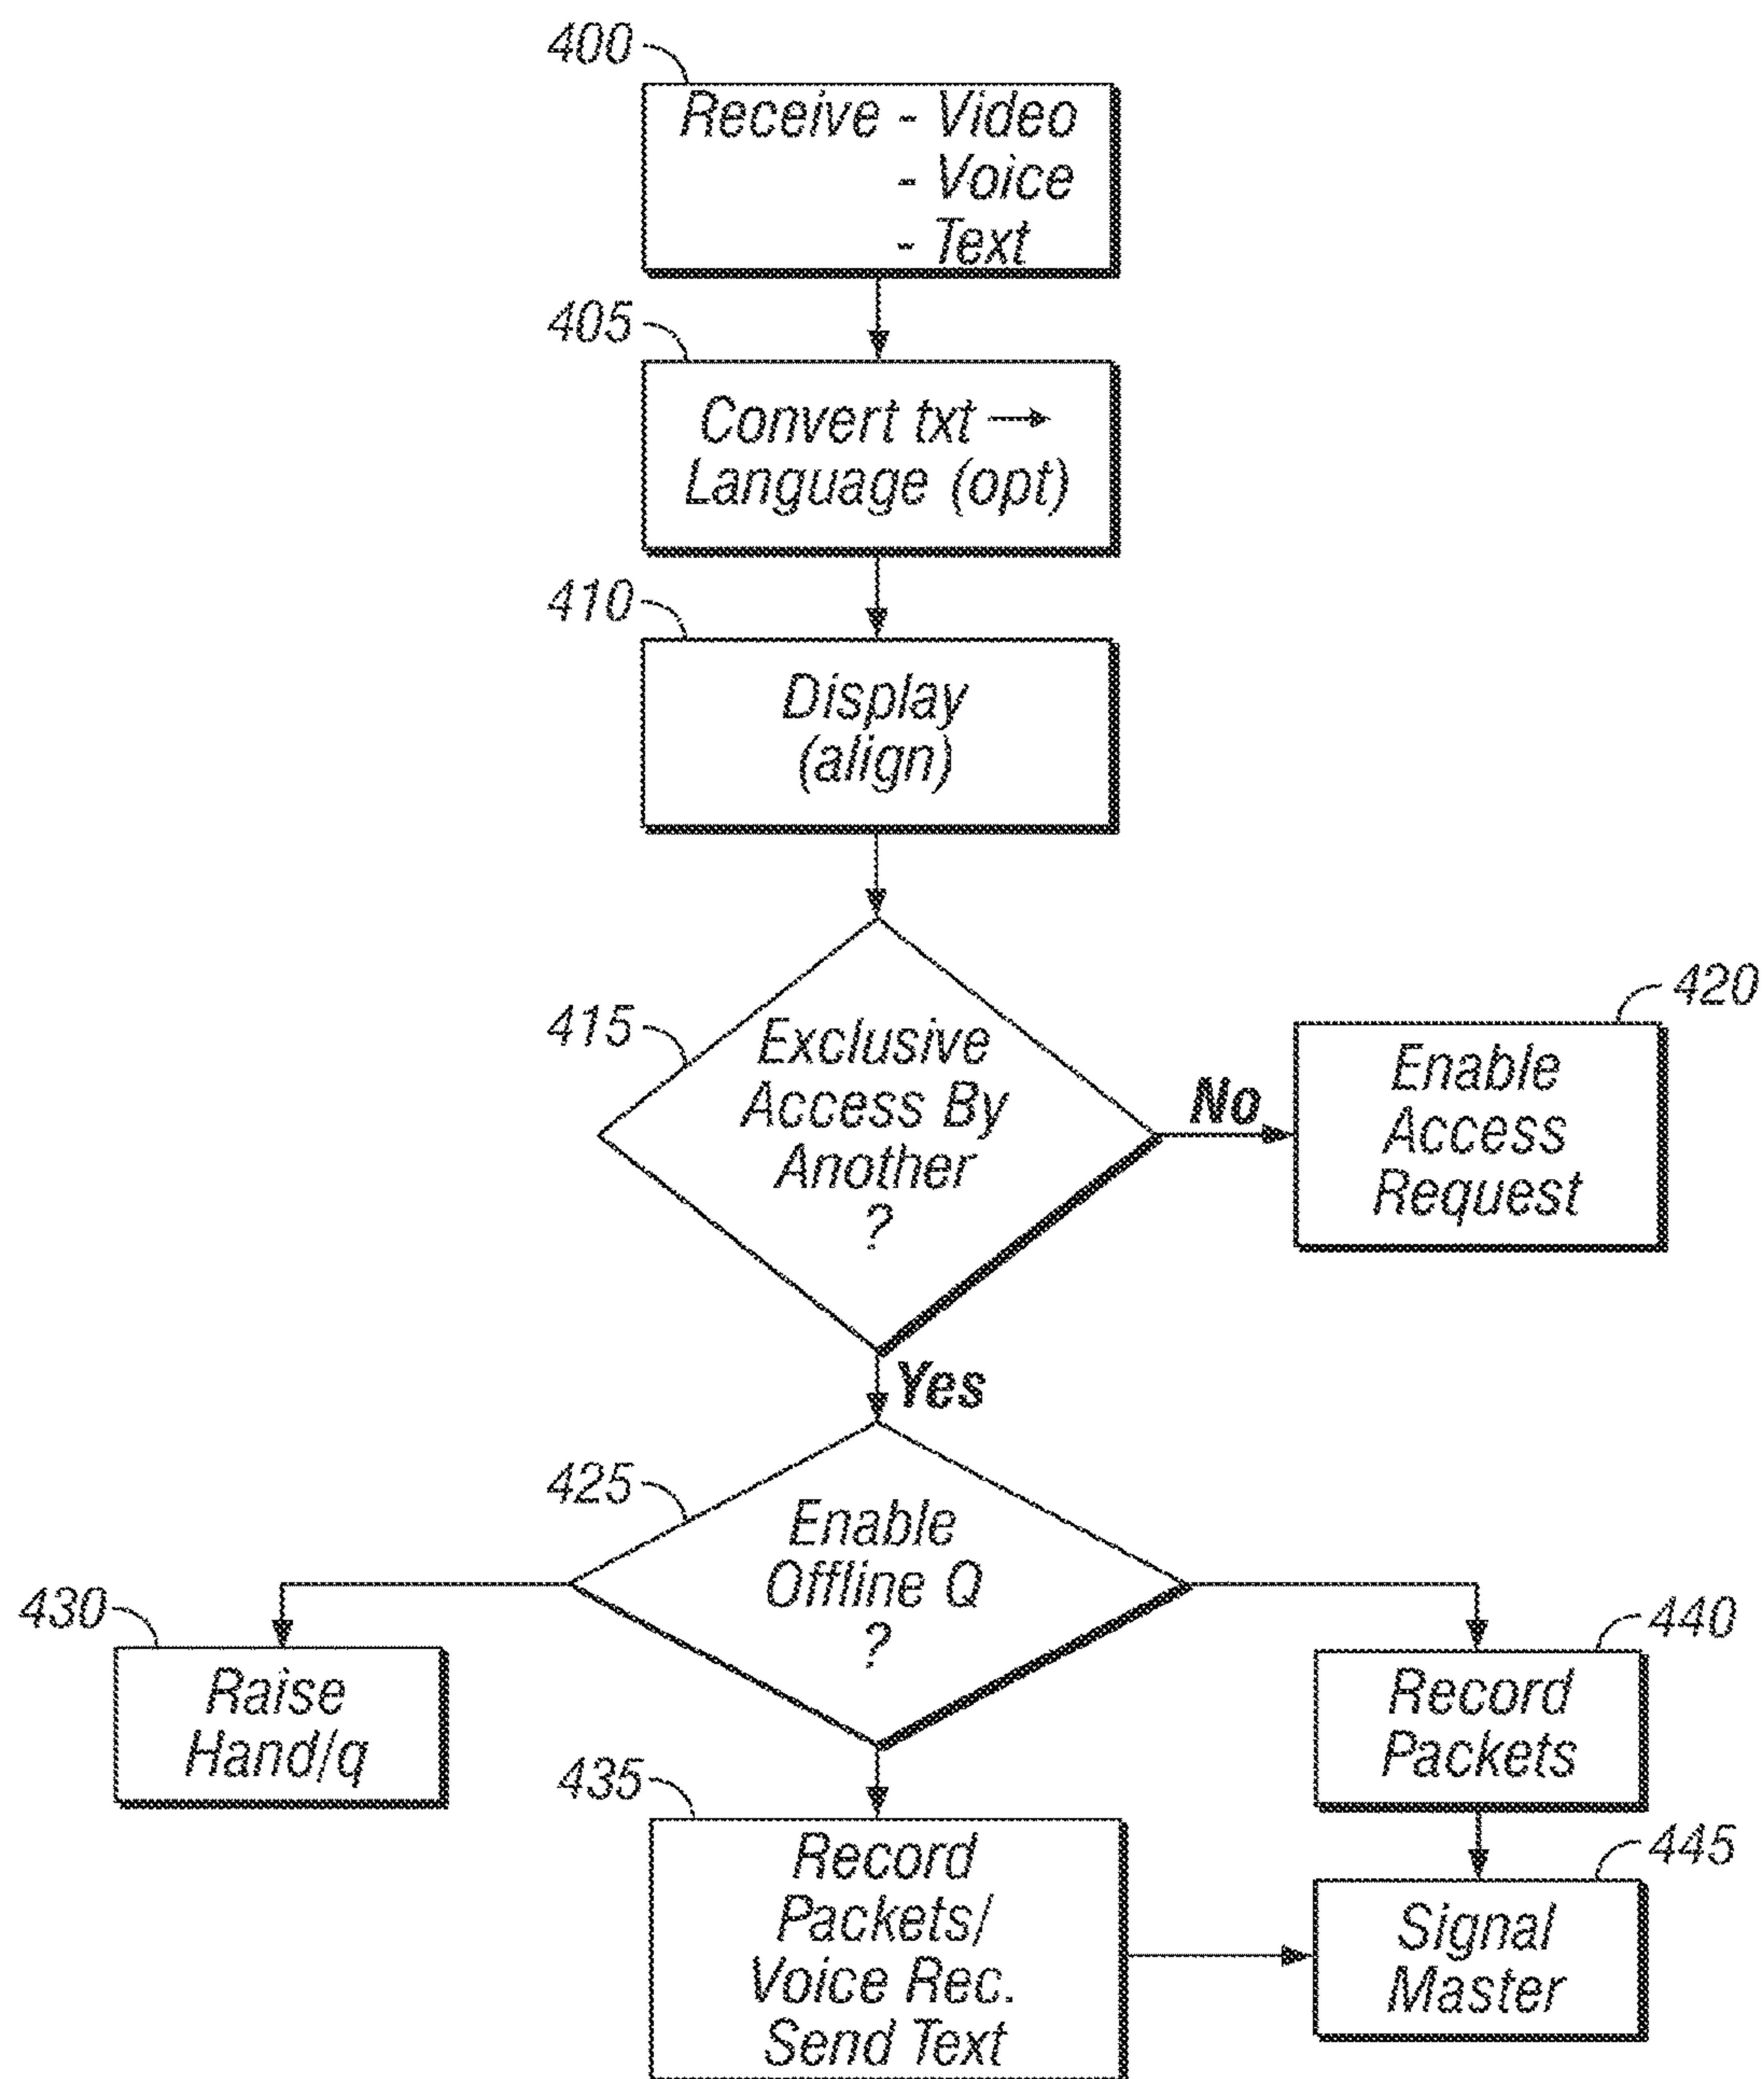 400
Receive - Video
- Voice
- Text
405
Convert txt →
Language (opt)
410
Display
(align)
415
Exclusive
Access By
Another
?
No
420
Enable
Access
Request
Yes
425
Enable
Offline Q
?
430
Raise
Hand/q
435
Record
Packets/
Voice Rec.
Send Text
440
Record
Packets
445
Signal
Master